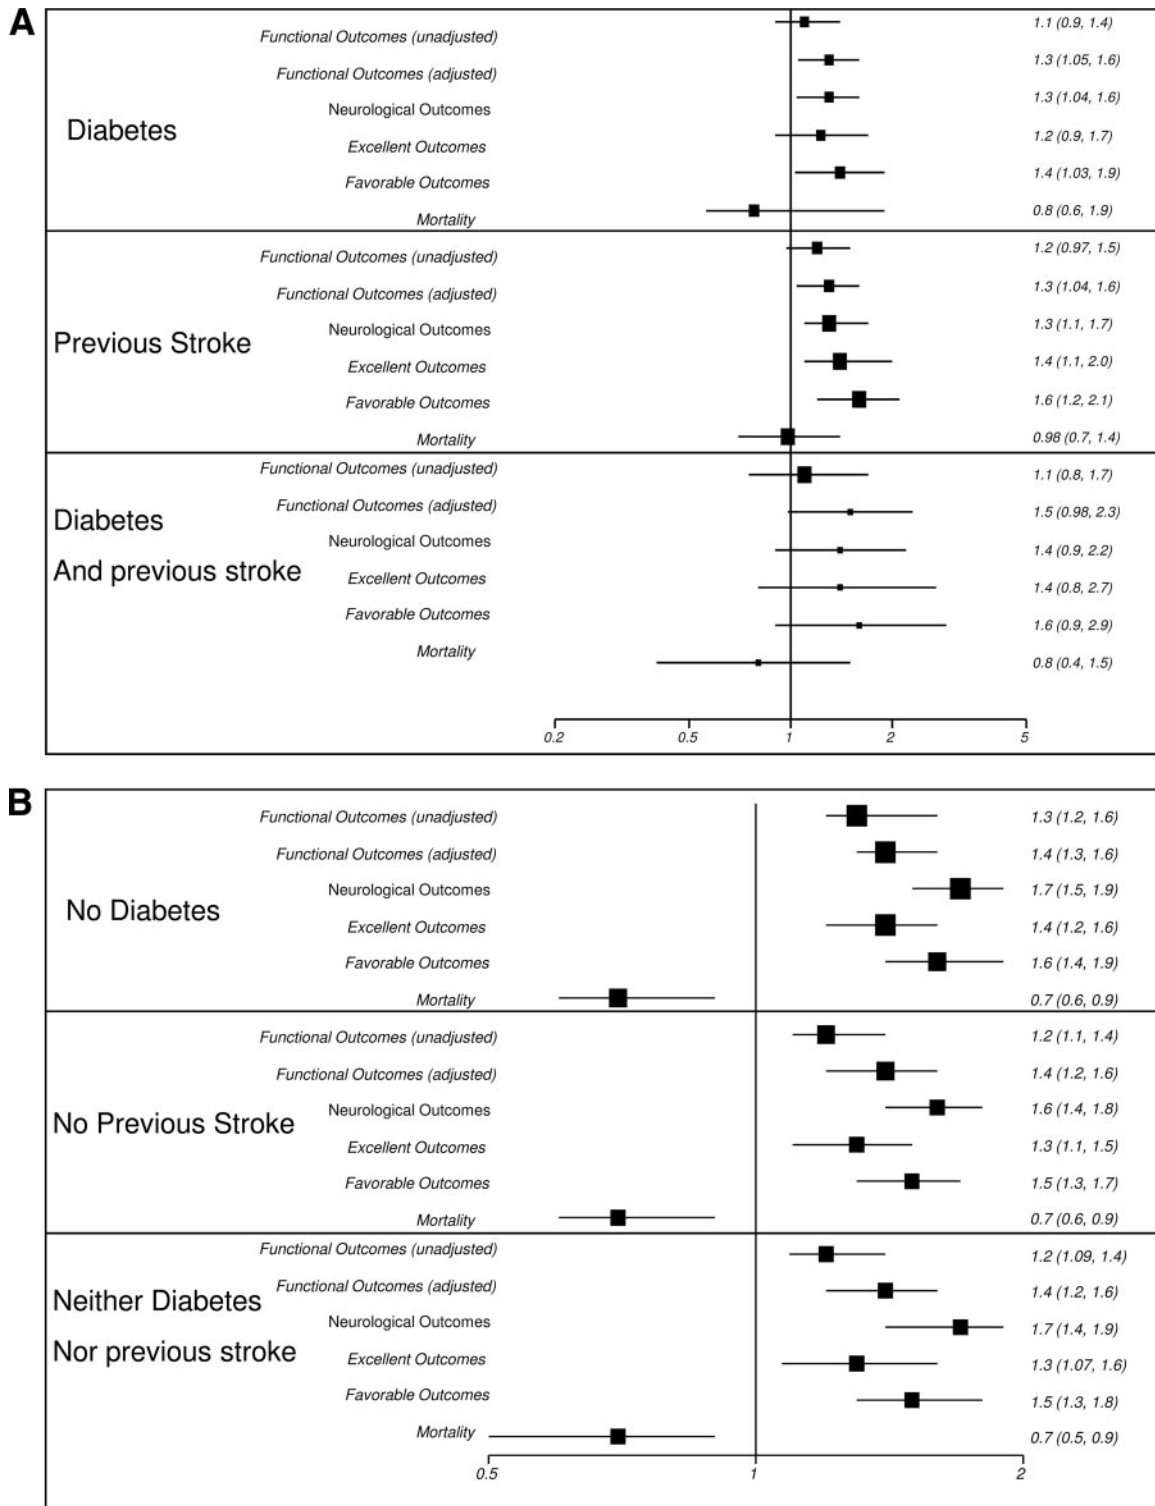 A
Diabetes
Functional Outcomes (unadjusted) 1.1 (0.9, 1.4)
Functional Outcomes (adjusted) 1.3 (1.05, 1.6)
Neurological Outcomes 1.3 (1.04, 1.6)
Excellent Outcomes 1.2 (0.9, 1.7)
Favorable Outcomes 1.4 (1.03, 1.9)
Mortality 0.8 (0.6, 1.9)
Previous Stroke
Functional Outcomes (unadjusted) 1.2 (0.97, 1.5)
Functional Outcomes (adjusted) 1.3 (1.04, 1.6)
Neurological Outcomes 1.3 (1.1, 1.7)
Excellent Outcomes 1.4 (1.1, 2.0)
Favorable Outcomes 1.6 (1.2, 2.1)
Mortality 0.98 (0.7, 1.4)
Diabetes
And previous stroke
Functional Outcomes (unadjusted) 1.1 (0.8, 1.7)
Functional Outcomes (adjusted) 1.5 (0.98, 2.3)
Neurological Outcomes 1.4 (0.9, 2.2)
Excellent Outcomes 1.4 (0.8, 2.7)
Favorable Outcomes 1.6 (0.9, 2.9)
Mortality 0.8 (0.4, 1.5)
0.2 0.5 1 2 5
B
No Diabetes
Functional Outcomes (unadjusted) 1.3 (1.2, 1.6)
Functional Outcomes (adjusted) 1.4 (1.3, 1.6)
Neurological Outcomes 1.7 (1.5, 1.9)
Excellent Outcomes 1.4 (1.2, 1.6)
Favorable Outcomes 1.6 (1.4, 1.9)
Mortality 0.7 (0.6, 0.9)
No Previous Stroke
Functional Outcomes (unadjusted) 1.2 (1.1, 1.4)
Functional Outcomes (adjusted) 1.4 (1.2, 1.6)
Neurological Outcomes 1.6 (1.4, 1.8)
Excellent Outcomes 1.3 (1.1, 1.5)
Favorable Outcomes 1.5 (1.3, 1.7)
Mortality 0.7 (0.6, 0.9)
Neither Diabetes
Nor previous stroke
Functional Outcomes (unadjusted) 1.2 (1.09, 1.4)
Functional Outcomes (adjusted) 1.4 (1.2, 1.6)
Neurological Outcomes 1.7 (1.4, 1.9)
Excellent Outcomes 1.3 (1.07, 1.6)
Favorable Outcomes 1.5 (1.3, 1.8)
Mortality 0.7 (0.5, 0.9)
0.5 1 2